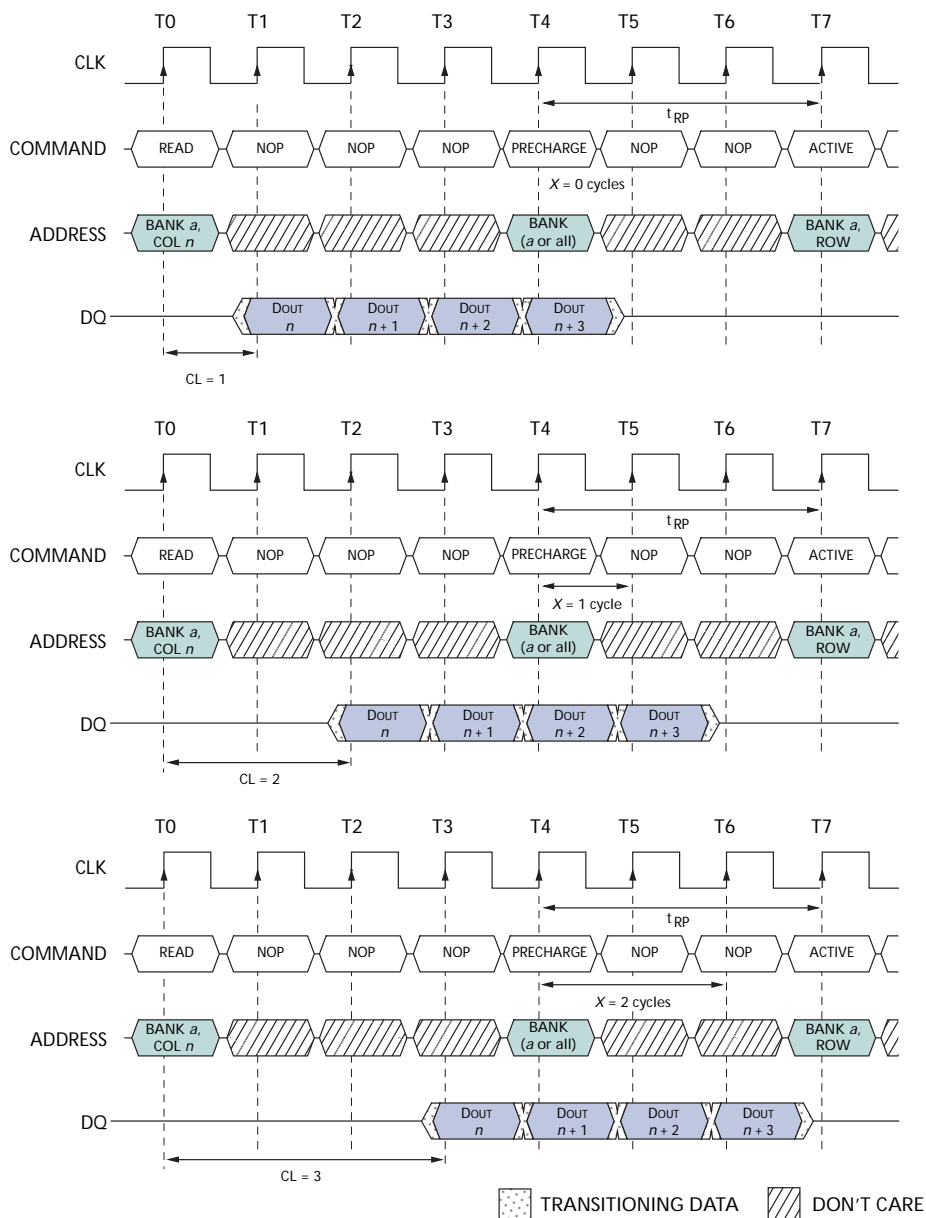 T0 T1 T2 T3 T4 T5 T6 T7
CLK
tRP
COMMAND READ NOP NOP NOP PRECHARGE NOP NOP ACTIVE
X = 0 cycles
ADDRESS BANK a, COL n BANK (a or all) BANK a, ROW
DQ DOUT n DOUT n + 1 DOUT n + 2 DOUT n + 3
CL = 1
T0 T1 T2 T3 T4 T5 T6 T7
CLK
tRP
COMMAND READ NOP NOP NOP PRECHARGE NOP NOP ACTIVE
X = 1 cycle
ADDRESS BANK a, COL n BANK (a or all) BANK a, ROW
DQ DOUT n DOUT n + 1 DOUT n + 2 DOUT n + 3
CL = 2
T0 T1 T2 T3 T4 T5 T6 T7
CLK
tRP
COMMAND READ NOP NOP NOP PRECHARGE NOP NOP ACTIVE
X = 2 cycles
ADDRESS BANK a, COL n BANK (a or all) BANK a, ROW
DQ DOUT n DOUT n + 1 DOUT n + 2 DOUT n + 3
CL = 3
TRANSITIONING DATA DON'T CARE